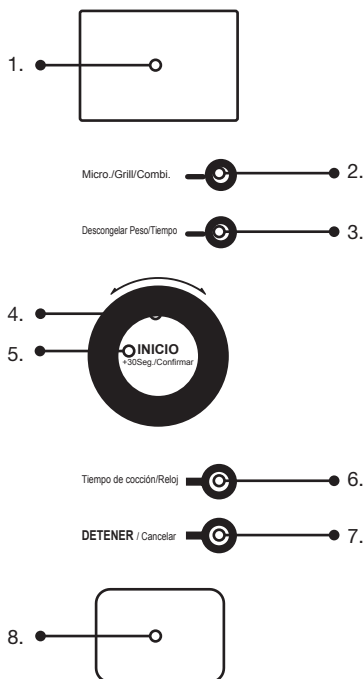 1.
Micro./Grill/Combi. 2.
Descongelar Peso/Tiempo 3.
4.
5. INICIO
+30Seg./Confirmar
Tiempo de cocción/Reloj 6.
DETENER / Cancelar 7.
8.